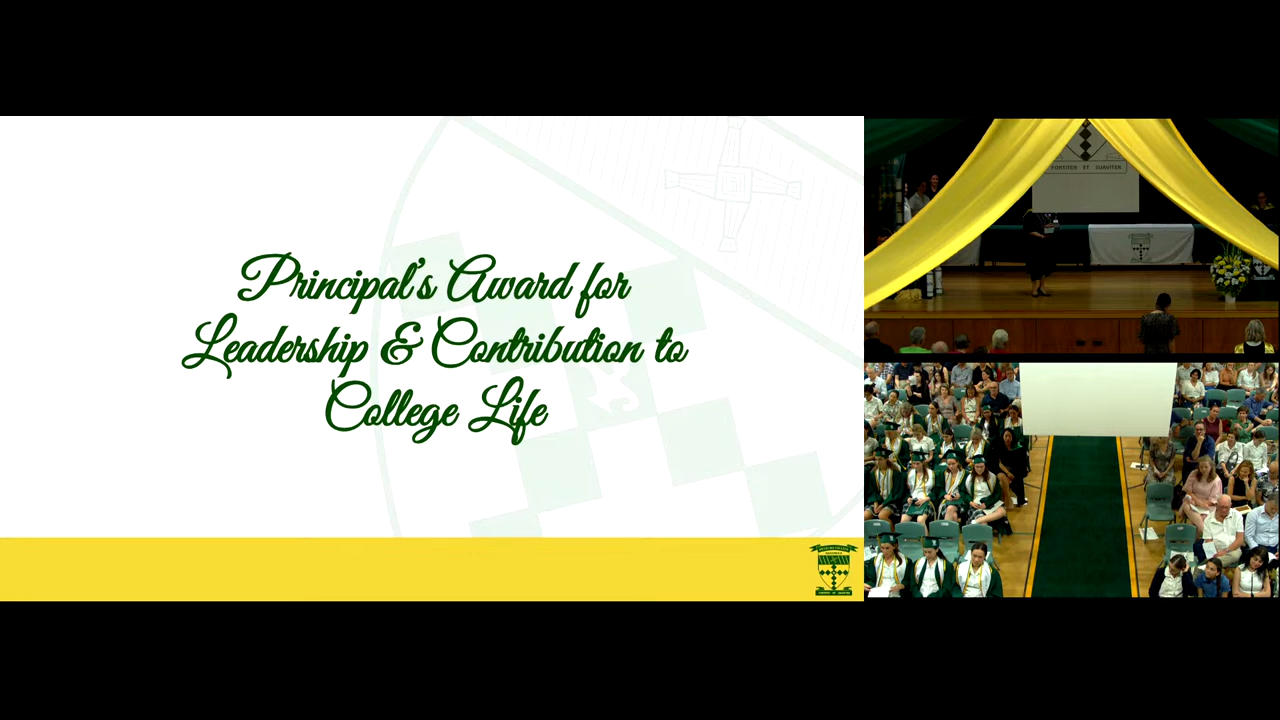 Principal's Award for
Leadership & Contribution to
College Life
FORTITER ET SUAVITER